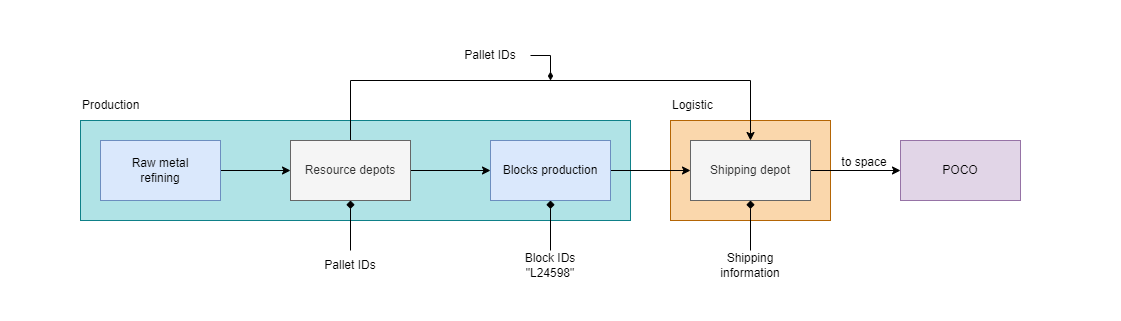 Pallet IDs
Production
Logistic
Raw metal
refining
Resource depots
Blocks production
Shipping depot
to space
POCO
Pallet IDs
Block IDs
"L24598"
Shipping
information